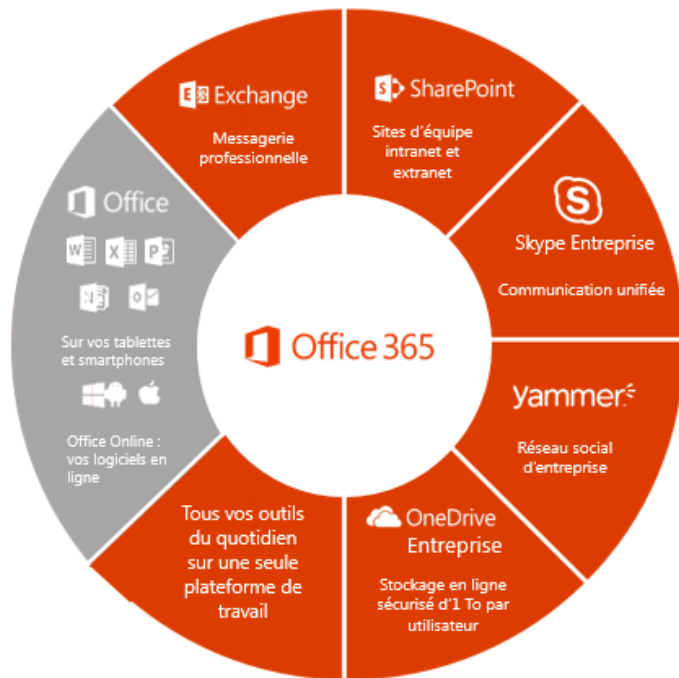 Exchange
Messagerie
professionnelle
SharePoint
Sites d'équipe
intranet et
extranet
Skype Entreprise
Communication unifiée
yammer
Réseau social
d'entreprise
OneDrive
Entreprise
Stockage en ligne
sécurisé d'1 To par
utilisateur
Tous vos outils
du quotidien
sur une seule
plateforme de
travail
Office
Sur vos tablettes
et smartphones
Office Online :
vos logiciels en
ligne
Office 365